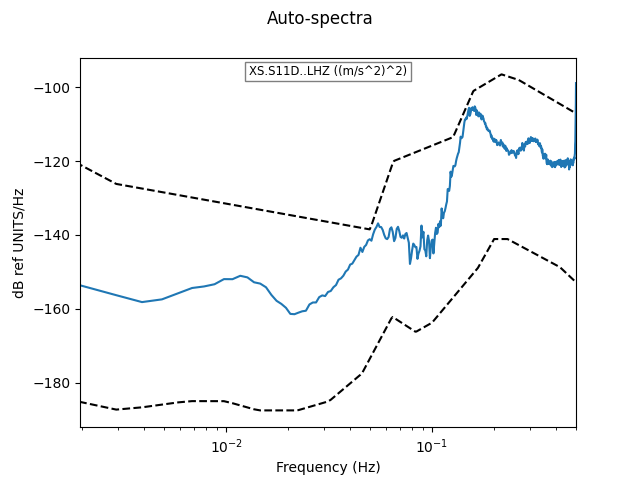 Auto-spectra
XS.S11D..LHZ ((m/s^2)^2)
dB ref UNITS/Hz
−100
−120
−140
−160
−180
10^-2
10^-1
Frequency (Hz)